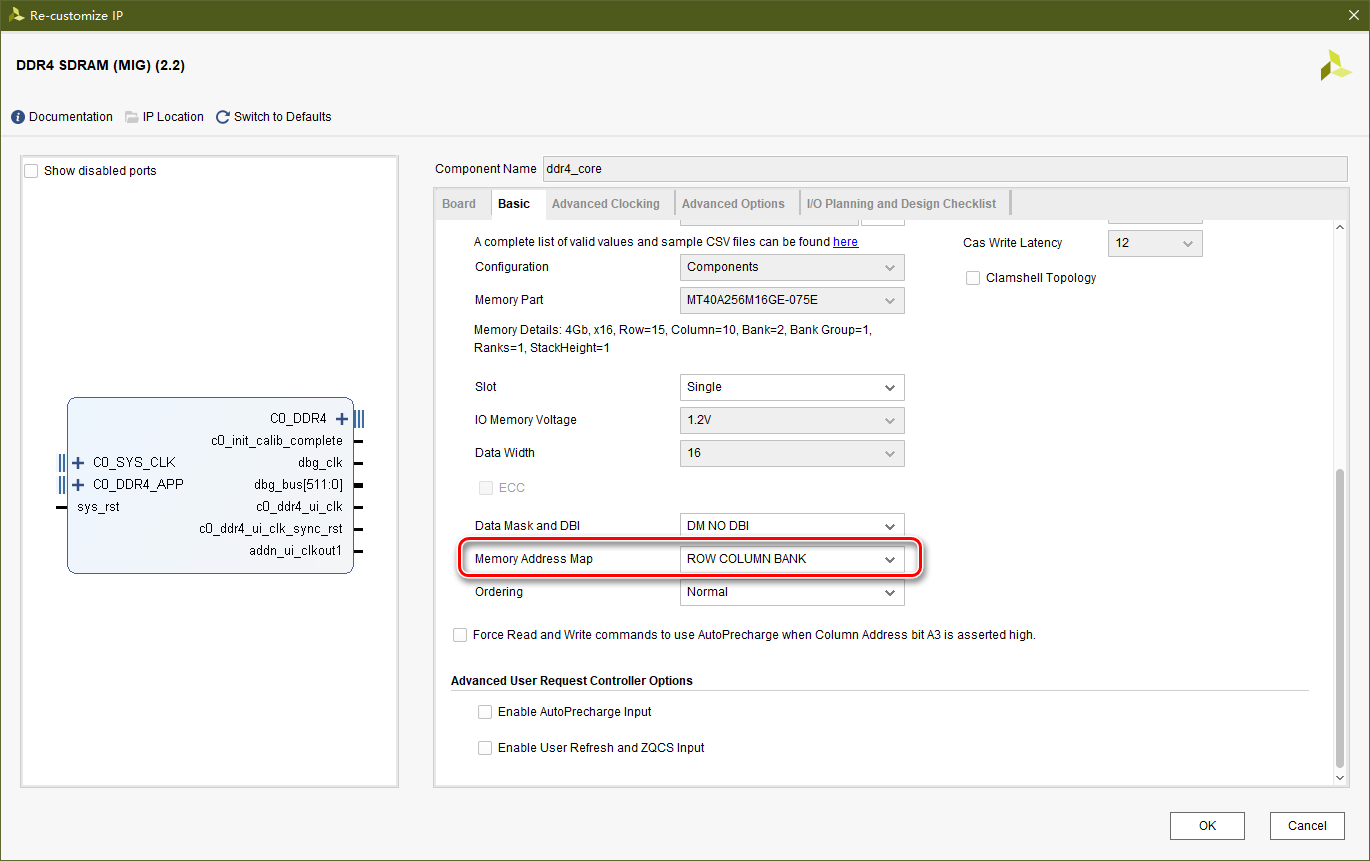 Re-customize IP
DDR4 SDRAM (MIG) (2.2)
Documentation IP Location Switch to Defaults
Show disabled ports
C0_DDR4
c0_init_calib_complete
C0_SYS_CLK dbg_clk
C0_DDR4_APP dbg_bus[511:0]
sys_rst c0_ddr4_ui_clk
c0_ddr4_ui_clk_sync_rst
addn_ui_clkout1
Component Name ddr4_core
Board Basic Advanced Clocking Advanced Options I/O Planning and Design Checklist
A complete list of valid values and sample CSV files can be found here
Configuration Components
Memory Part MT40A256M16GE-075E
Memory Details: 4Gb, x16, Row=15, Column=10, Bank=2, Bank Group=1,
Ranks=1, StackHeight=1
Slot Single
IO Memory Voltage 1.2V
Data Width 16
ECC
Data Mask and DBI DM NO DBI
Memory Address Map ROW COLUMN BANK
Ordering Normal
Cas Write Latency 12
Clamshell Topology
Force Read and Write commands to use AutoPrecharge when Column Address bit A3 is asserted high.
Advanced User Request Controller Options
Enable AutoPrecharge Input
Enable User Refresh and ZQCS Input
OK Cancel